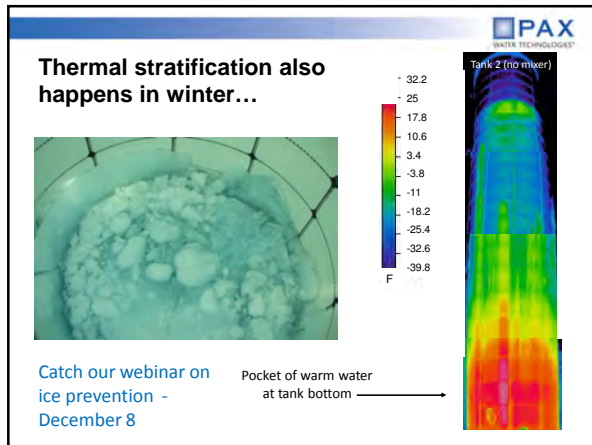 PAX
WATER TECHNOLOGIES
Thermal stratification also
happens in winter…
Tank 2 (no mixer)
32.2
25
17.8
10.6
3.4
-3.8
-11
-18.2
-25.4
-32.6
-39.8
F
Catch our webinar on
ice prevention -
December 8
Pocket of warm water
at tank bottom